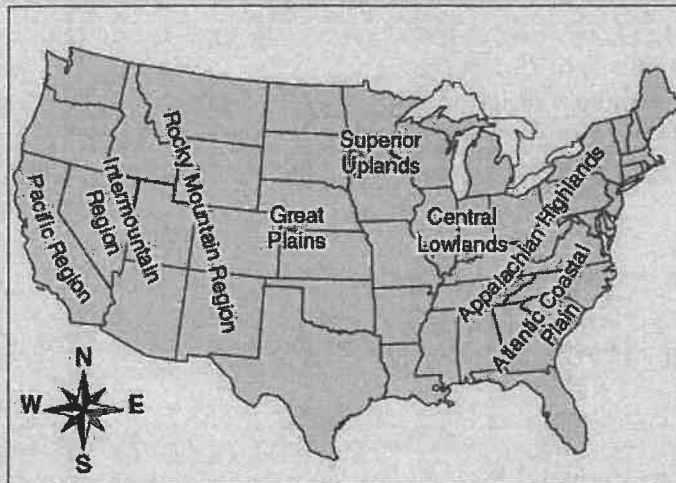 Superior
Uplands
Rocky Mountain Region
Intermountain
Region
Pacific Region
Great
Plains
Central
Lowlands
Appalachian Highlands
Atlantic Coastal
Plain
N
W
E
S